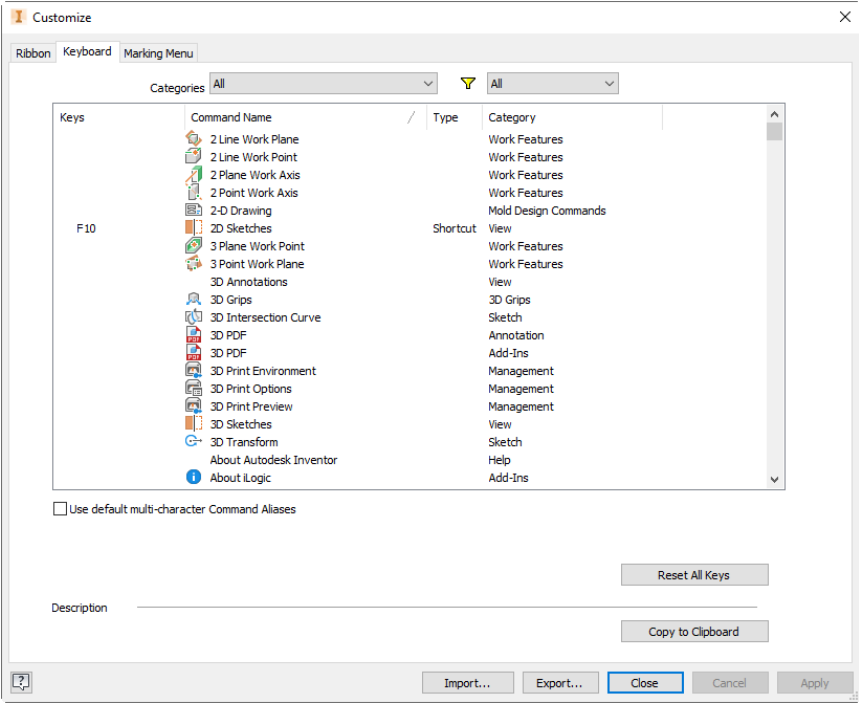 Customize
Ribbon Keyboard Marking Menu
Categories All All
Keys Command Name Type Category
2 Line Work Plane Work Features
2 Line Work Point Work Features
2 Plane Work Axis Work Features
2 Point Work Axis Work Features
2-D Drawing Mold Design Commands
F10 2D Sketches Shortcut View
3 Plane Work Point Work Features
3 Point Work Plane Work Features
3D Annotations View
3D Grips 3D Grips
3D Intersection Curve Sketch
3D PDF Annotation
3D PDF Add-Ins
3D Print Environment Management
3D Print Options Management
3D Print Preview Management
3D Sketches View
3D Transform Sketch
About Autodesk Inventor Help
About iLogic Add-Ins
Use default multi-character Command Aliases
Reset All Keys
Description
Copy to Clipboard
Import... Export... Close Cancel Apply